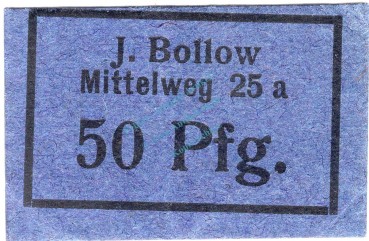 J. Bollow
Mittelweg 25 a
50 Pfg.